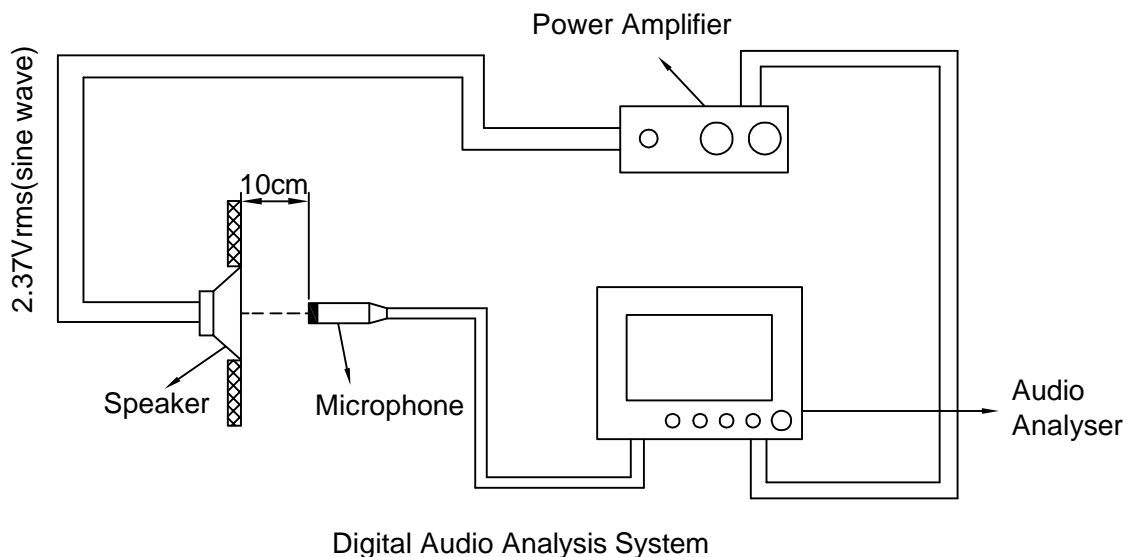 Power Amplifier
2.37Vrms(sine wave)
10cm
Speaker
Microphone
Audio
Analyser
Digital Audio Analysis System